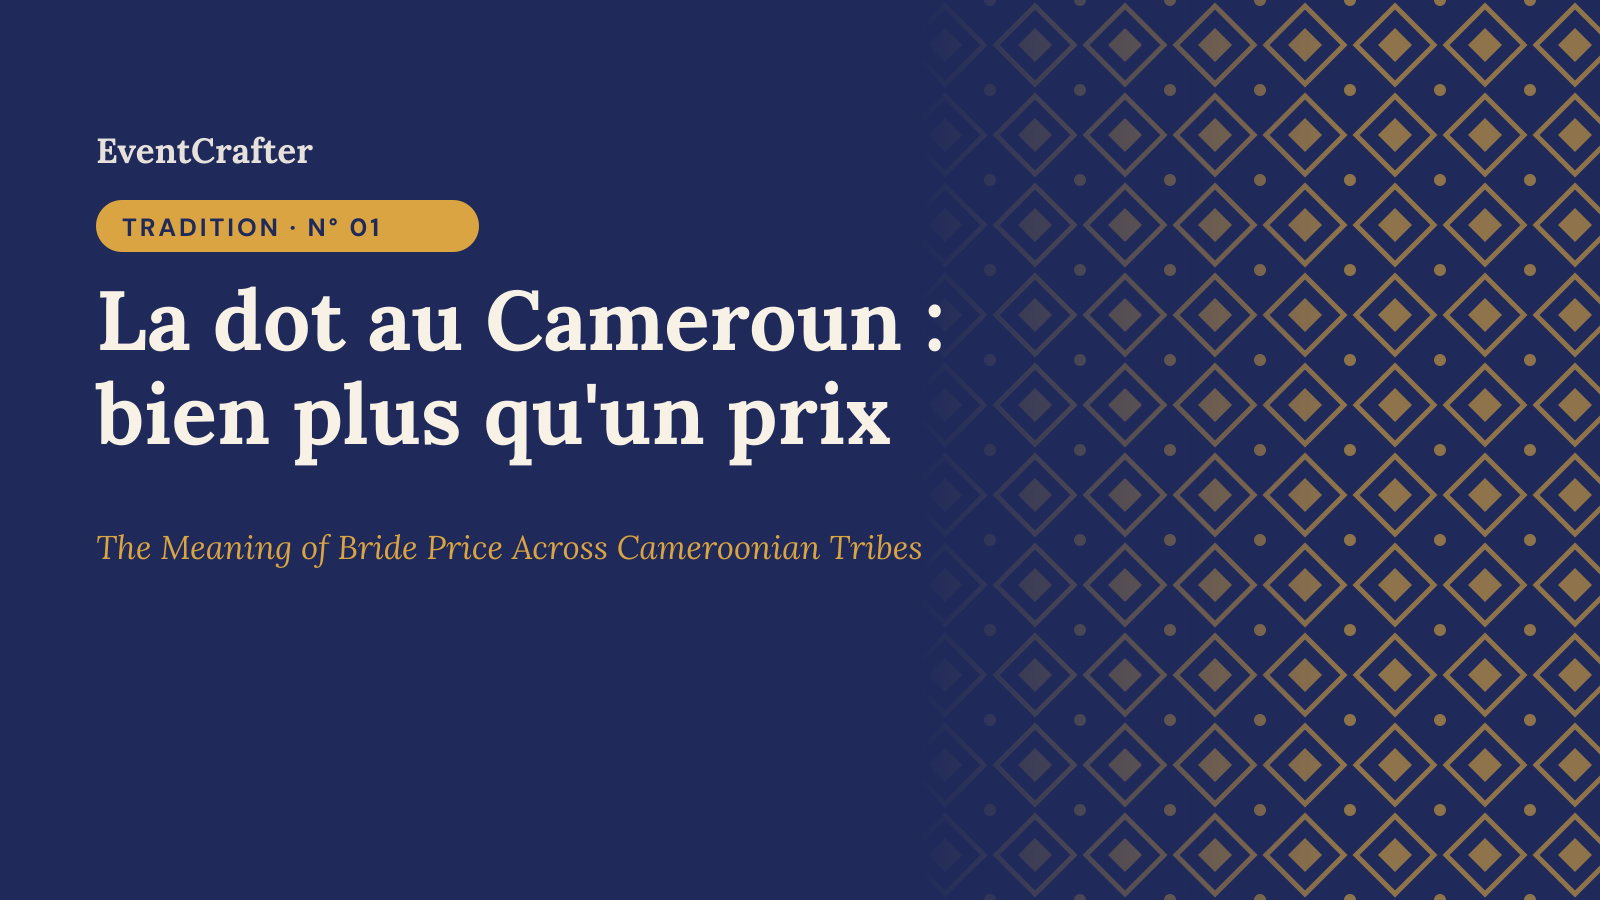 EventCrafter
TRADITION · N° 01
La dot au Cameroun :
bien plus qu'un prix
The Meaning of Bride Price Across Cameroonian Tribes